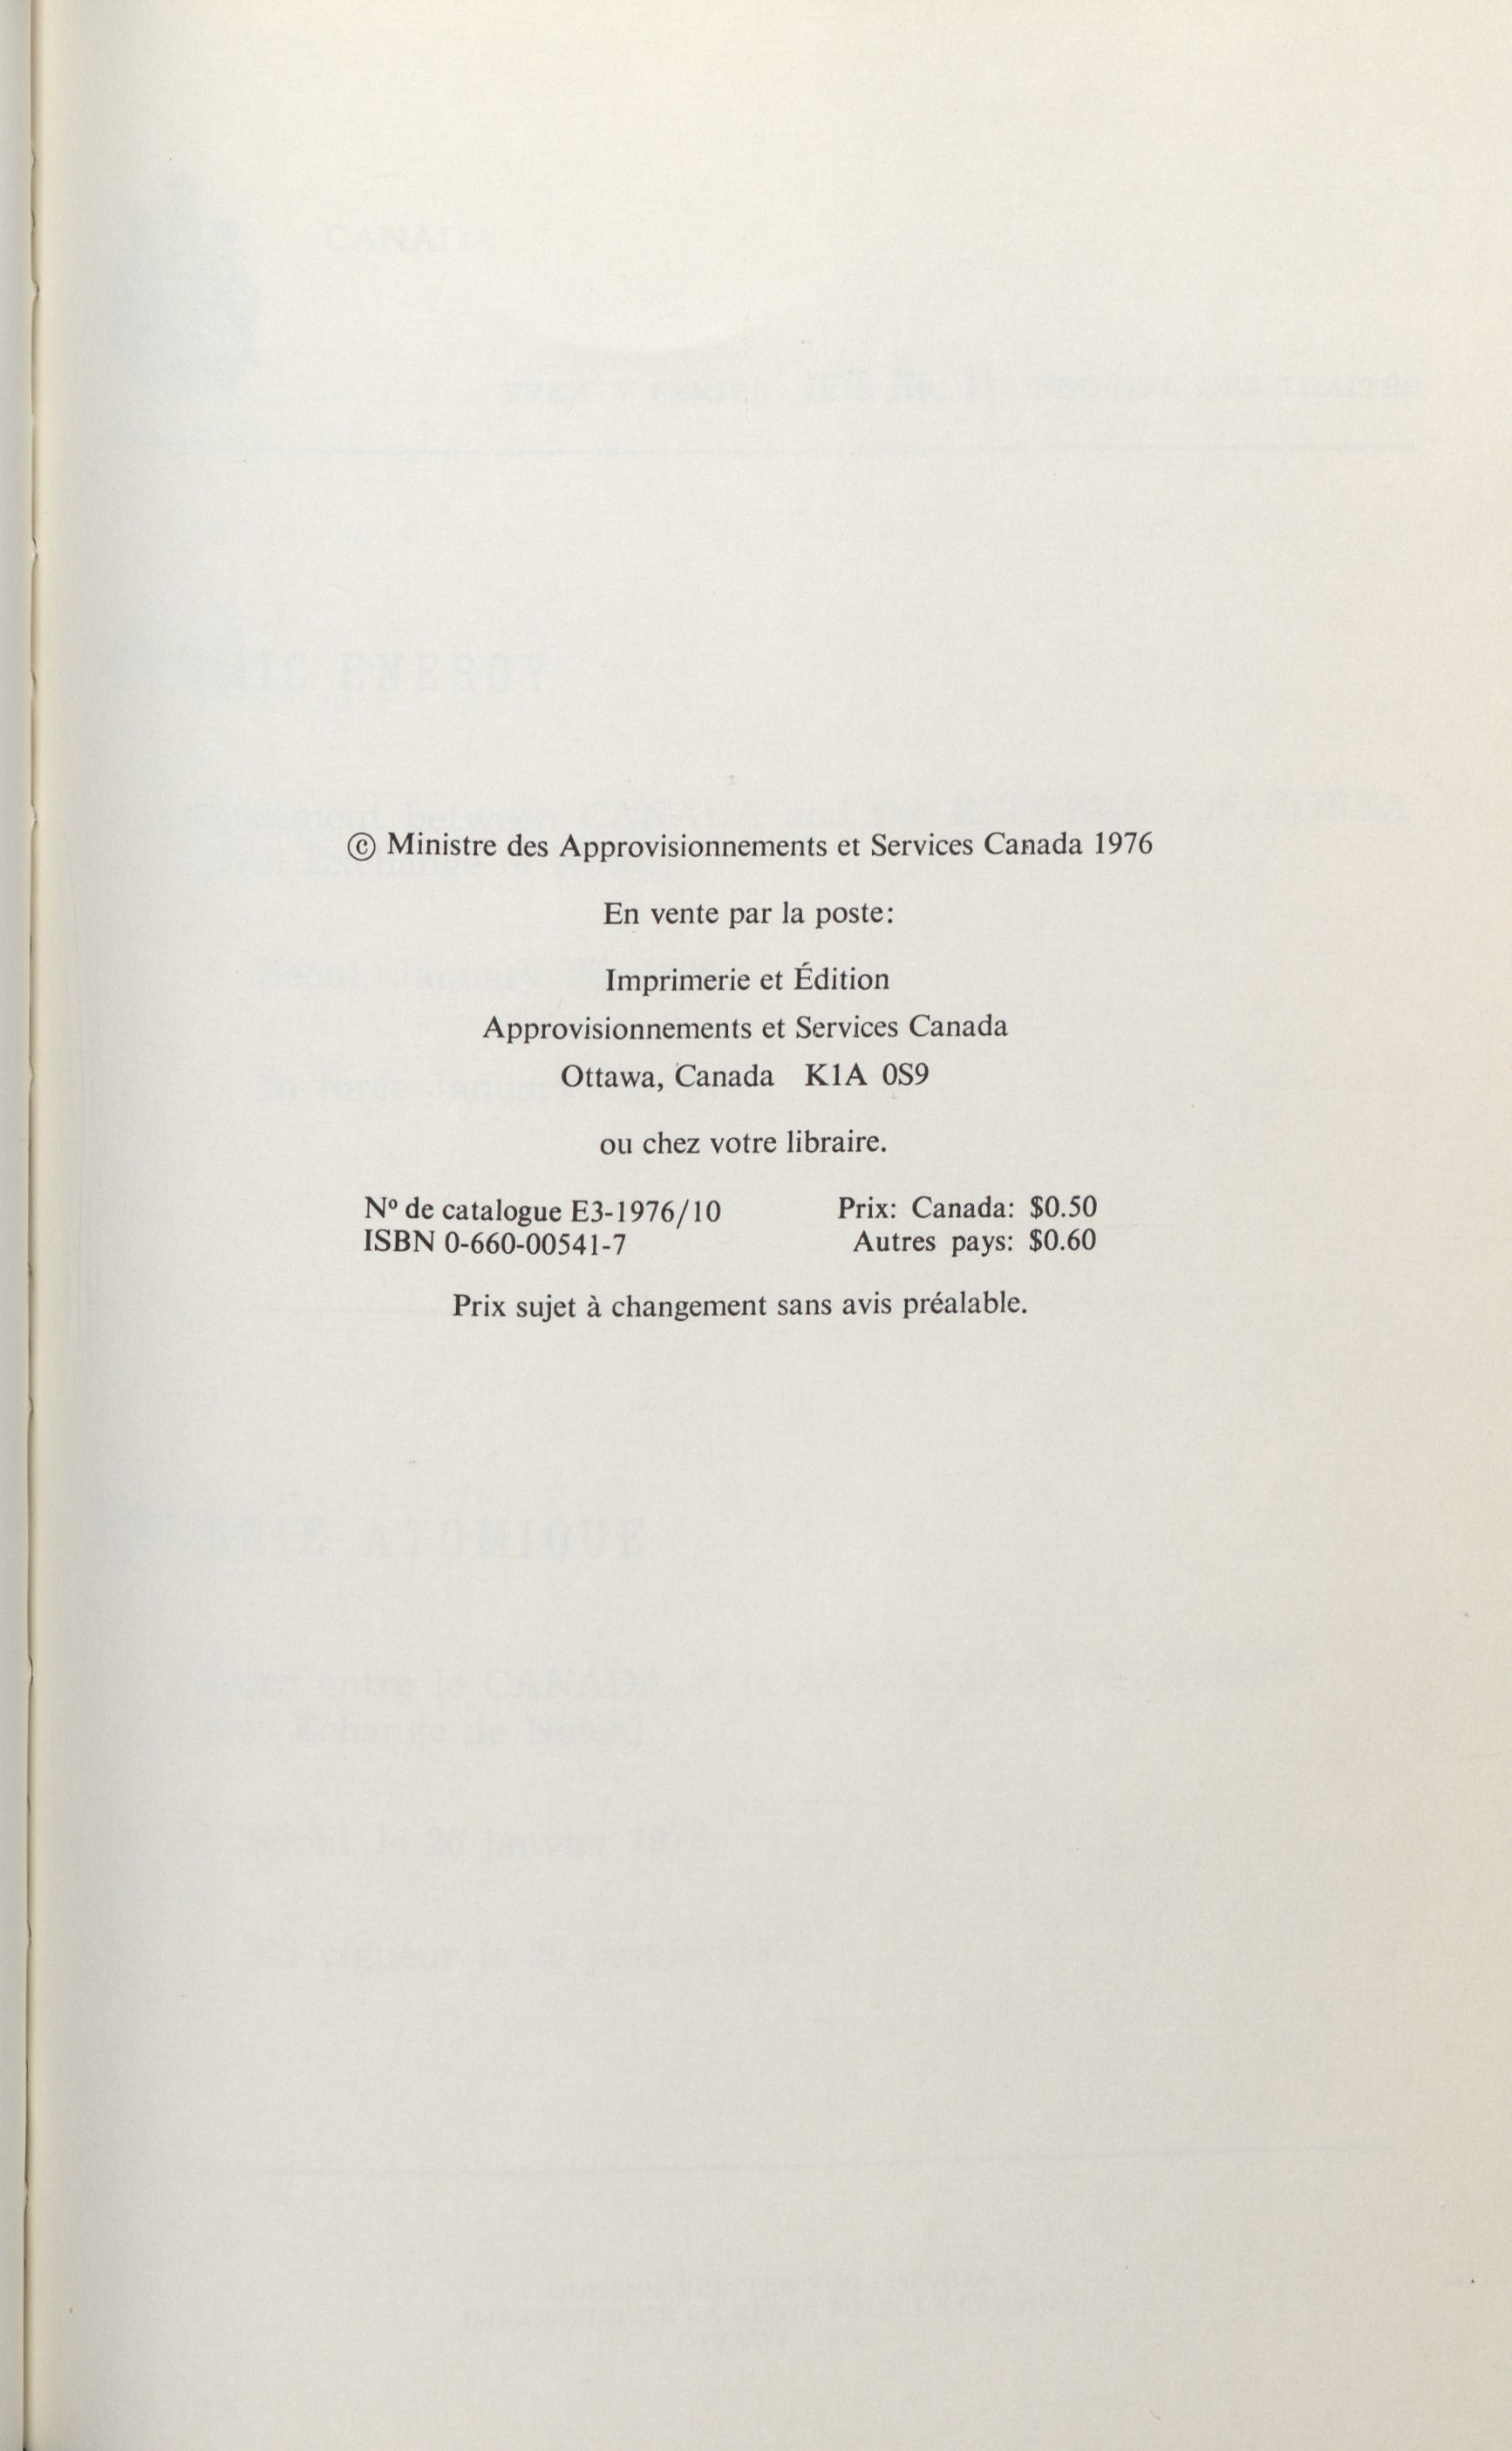 © Ministre des Approvisionnements et Services Canada 1976
En vente par la poste:
Imprimerie et Édition
Approvisionnements et Services Canada
Ottawa, Canada K1A 0S9
ou chez votre libraire.
Nº de catalogue E3-1976/10 Prix: Canada: $0.50
ISBN 0-660-00541-7 Autres pays: $0.60
Prix sujet à changement sans avis préalable.